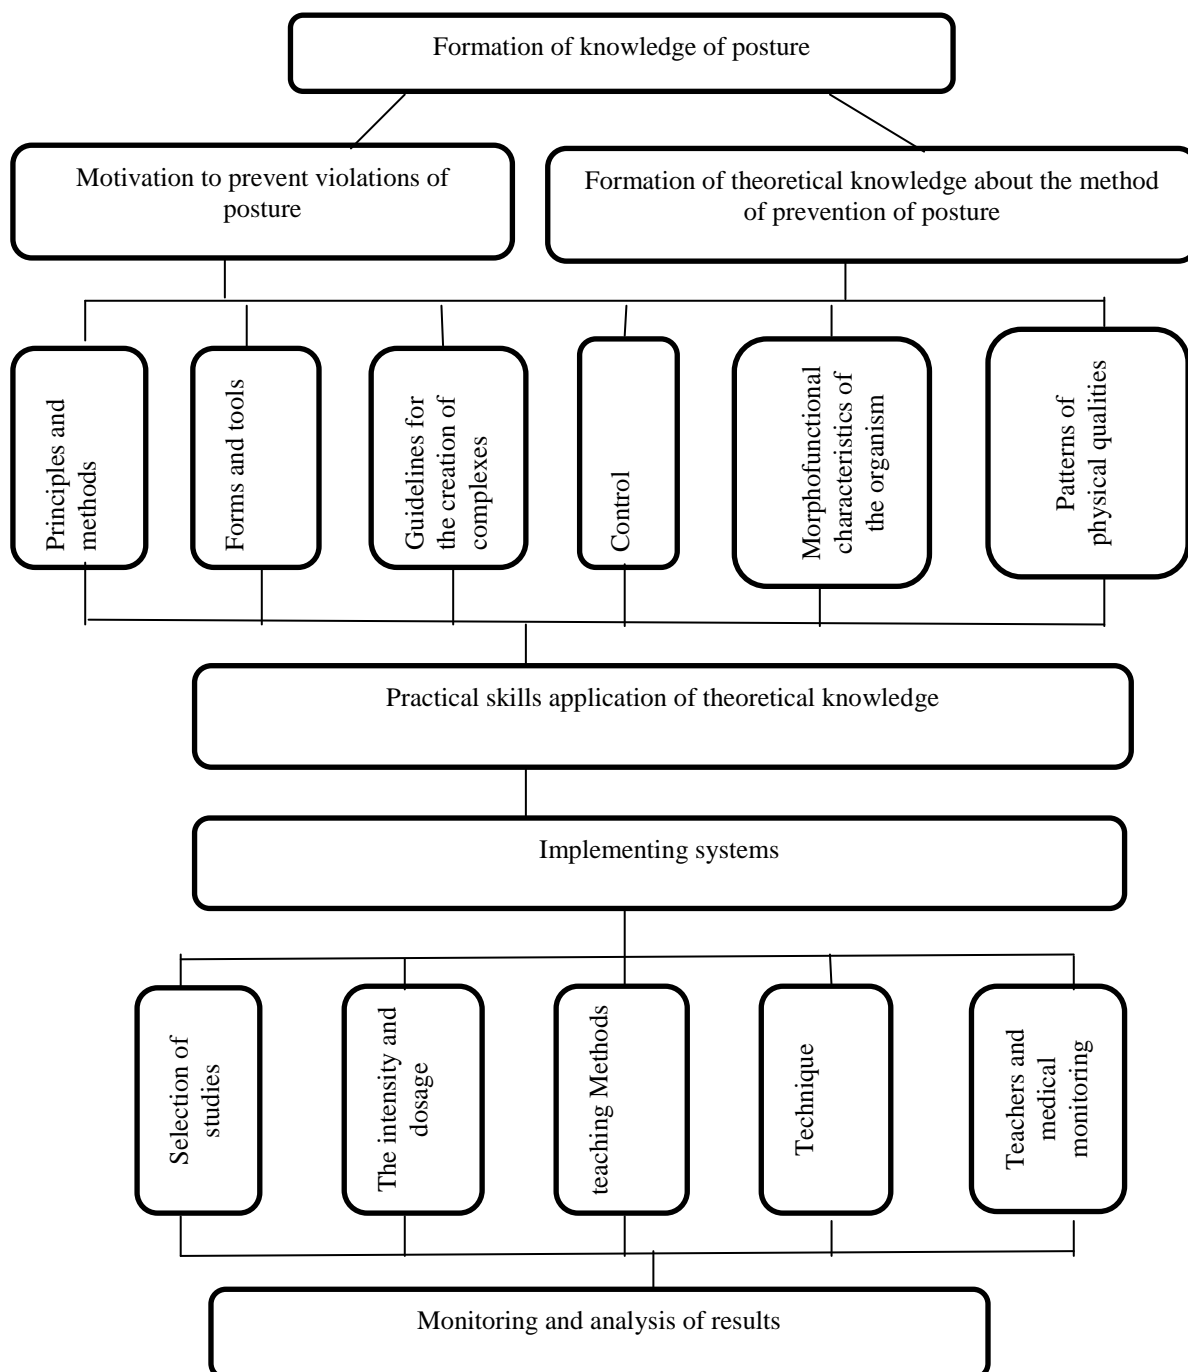 Formation of knowledge of posture
Motivation to prevent violations of
posture
Formation of theoretical knowledge about the method
of prevention of posture
Principles and
methods
Forms and tools
Guidelines for
the creation of
complexes
Control
Morphofunctional
characteristics of
the organism
Patterns of
physical qualities
Practical skills application of theoretical knowledge
Implementing systems
Selection of
studies
The intensity and
dosage
teaching Methods
Technique
Teachers and
medical
monitoring
Monitoring and analysis of results